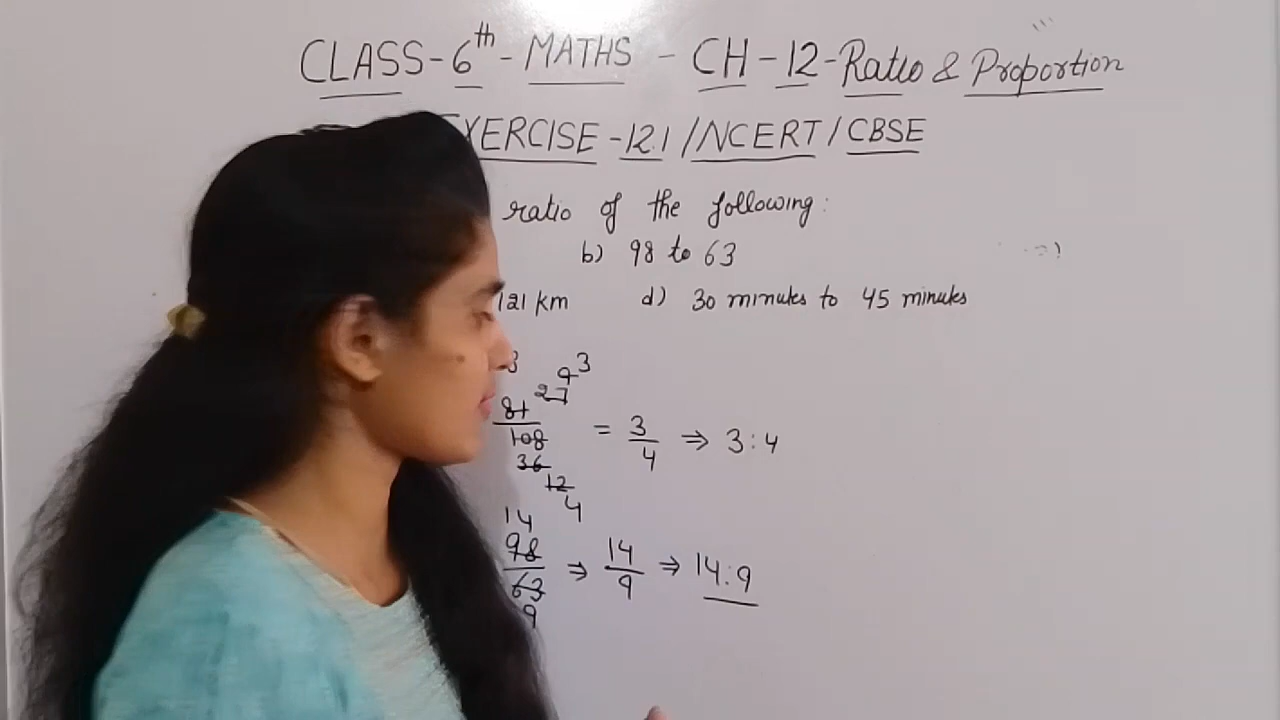 CLASS-6th-MATHS - CH-12-Ratio & Proportion
EXERCISE-12.1/NCERT/CBSE
ratio of the following:
b) 98 to 63
121 km d) 30 minutes to 45 minutes
3
27 9 3
81/108 = 3/4 ⇒ 3:4
36
12
4
14
98/63 ⇒ 14/9 ⇒ 14:9
9